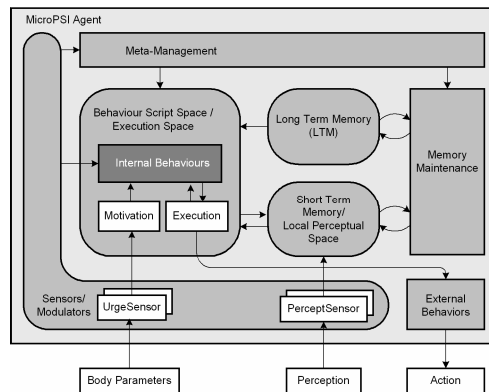 MicroPSI Agent
Meta-Management
Behaviour Script Space /
Execution Space
Internal Behaviours
Motivation
Execution
Long Term Memory
(LTM)
Short Term
Memory/
Local Perceptual
Space
Memory
Maintenance
Sensors/
Modulators
UrgeSensor
PerceptSensor
External
Behaviors
Body Parameters
Perception
Action